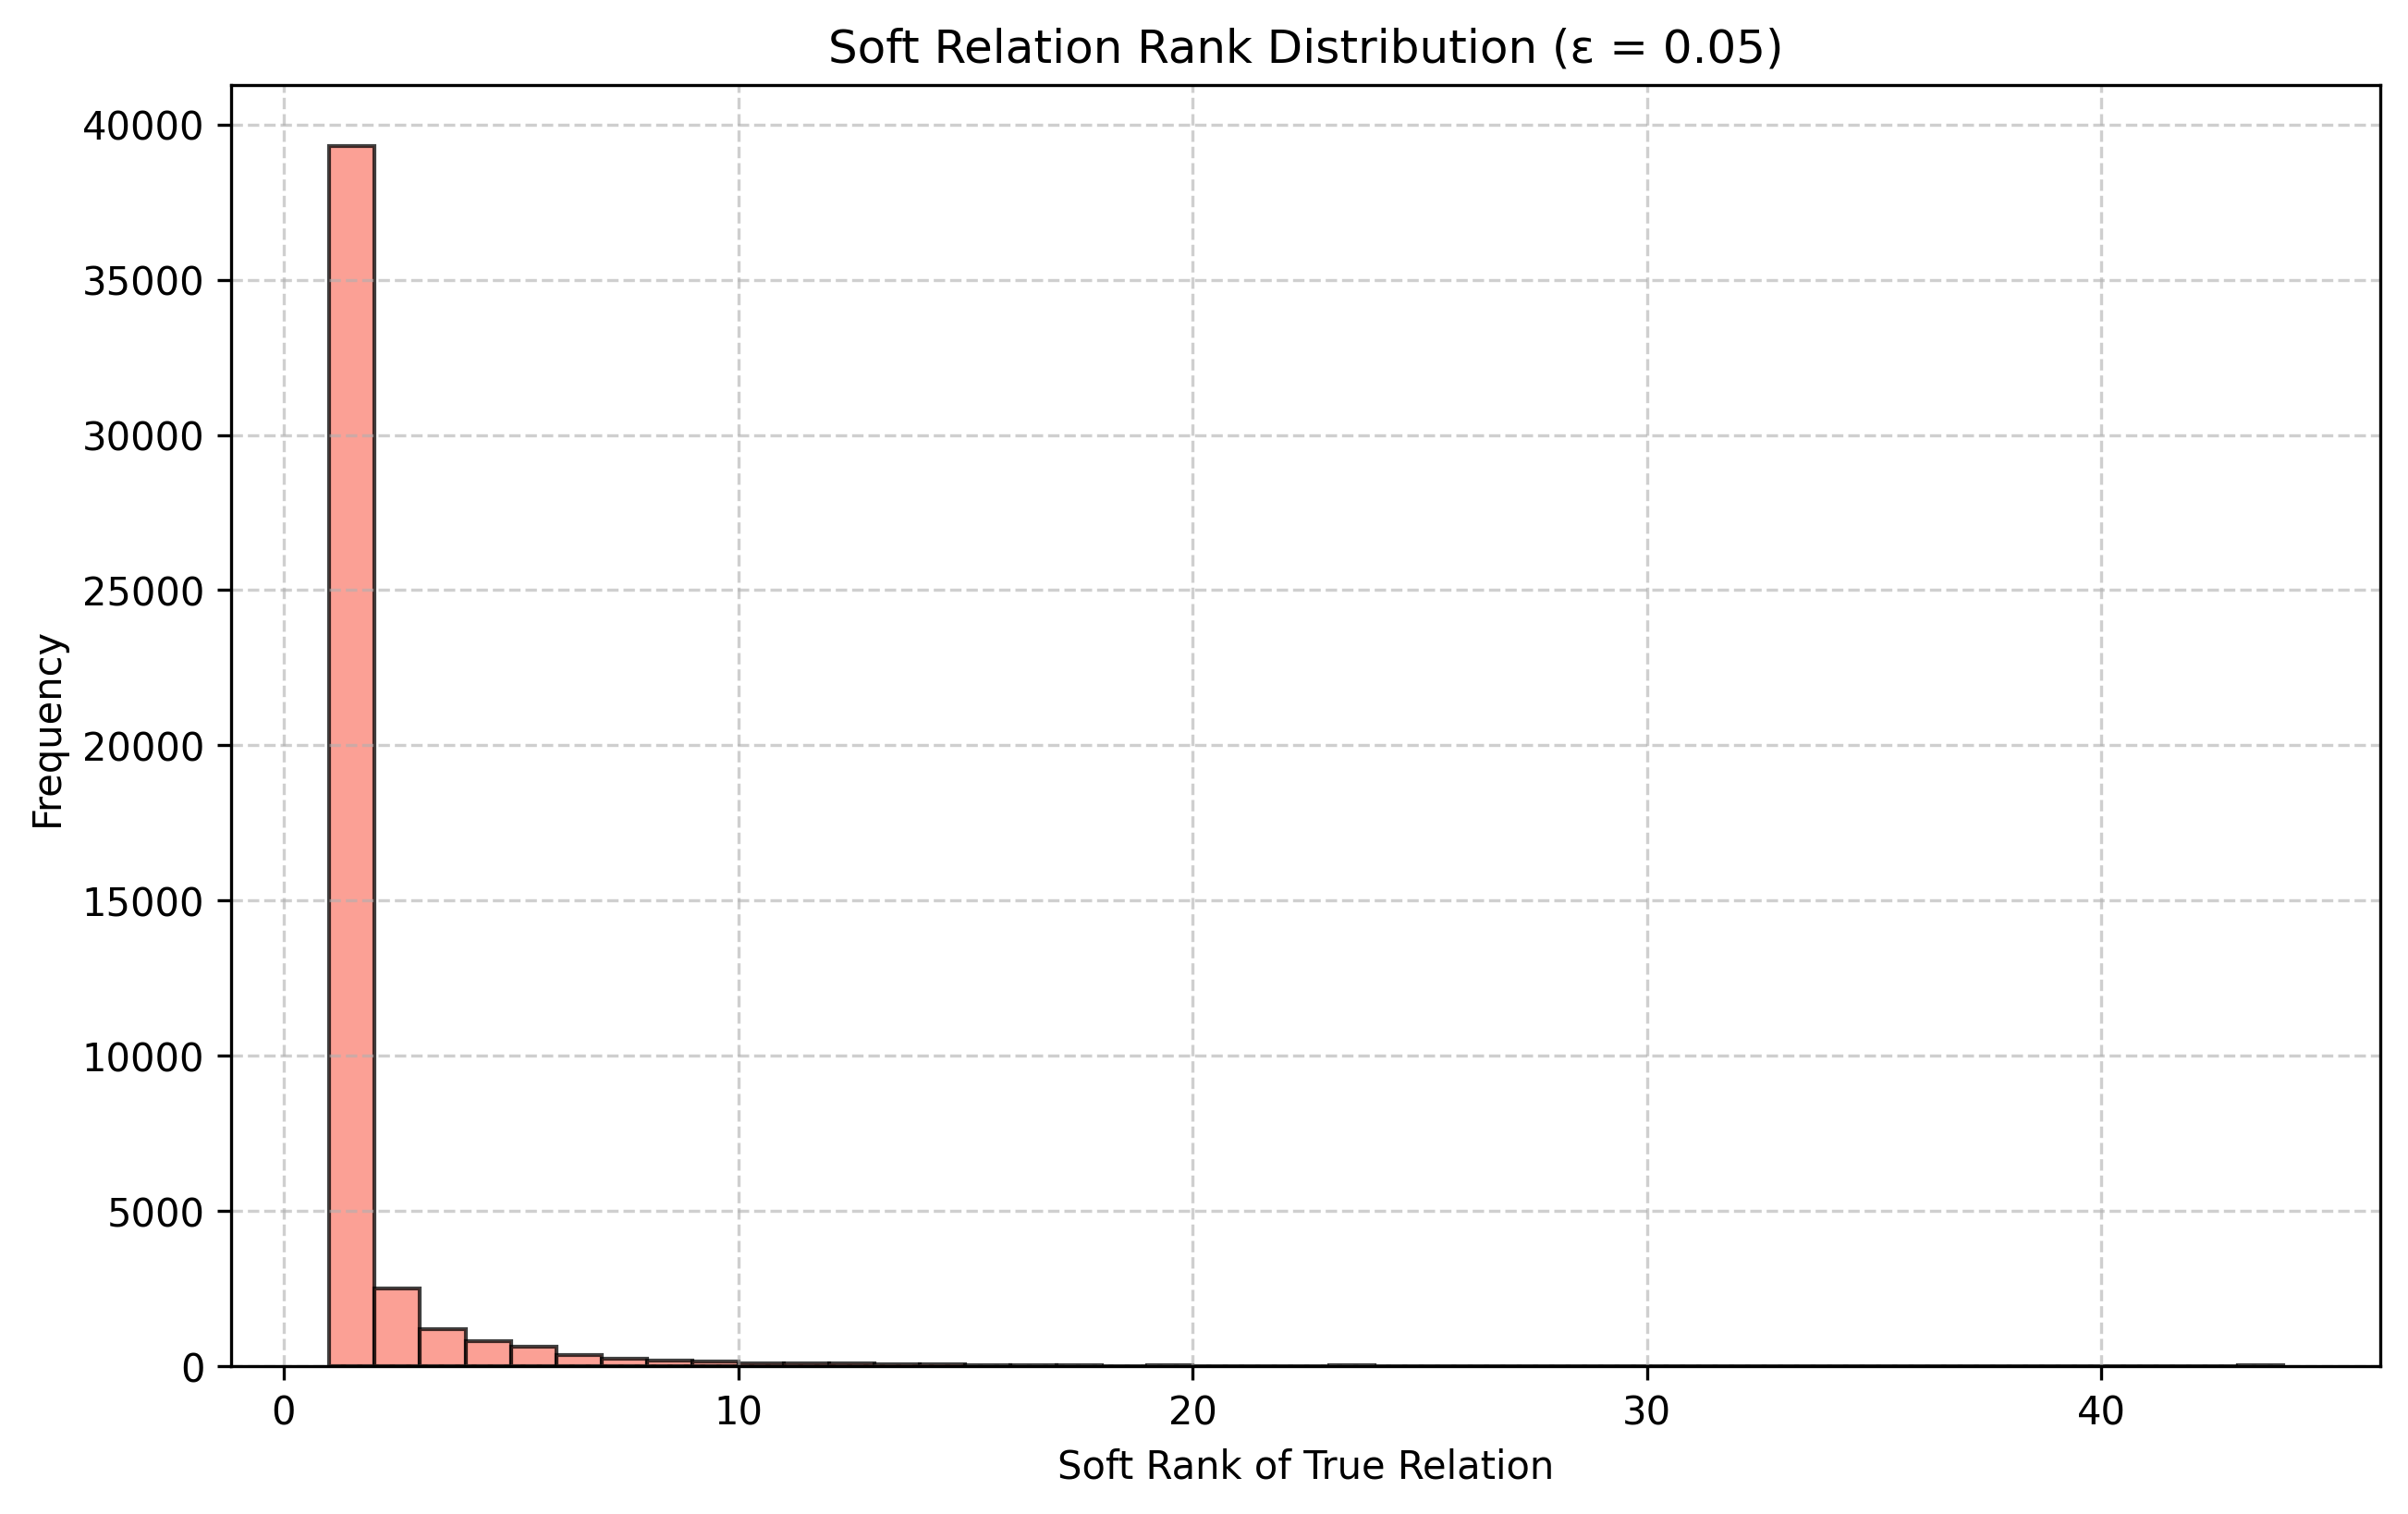 Soft Relation Rank Distribution (ε = 0.05)
40000
35000
30000
25000
20000
15000
10000
5000
0
Frequency
0 10 20 30 40
Soft Rank of True Relation